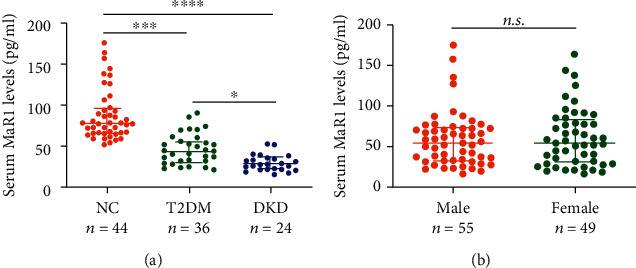 ****
***
*
Serum MaR1 levels (pg/ml)
200
150
100
50
0
NC T2DM DKD
n = 44 n = 36 n = 24
(a)
n.s.
Serum MaR1 levels (pg/ml)
200
150
100
50
0
Male Female
n = 55 n = 49
(b)